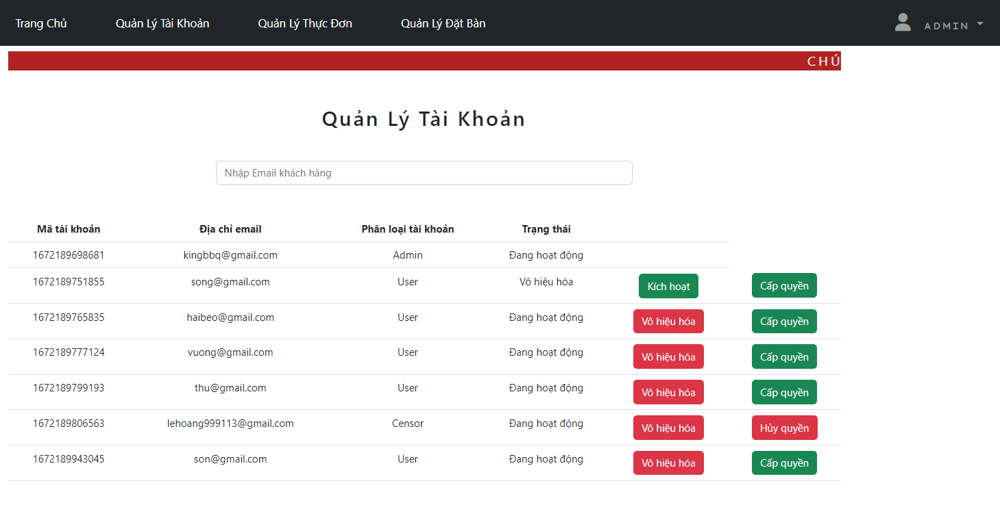 Trang Chủ Quản Lý Tài Khoản Quản Lý Thực Đơn Quản Lý Đặt Bàn ADMIN
CHÚ
Quản Lý Tài Khoản
Nhập Email khách hàng
Mã tài khoản Địa chỉ email Phân loại tài khoản Trạng thái
1672189698681 kingbbq@gmail.com Admin Đang hoạt động
1672189751855 song@gmail.com User Vô hiệu hóa Kích hoạt Cấp quyền
1672189765835 haibeo@gmail.com User Đang hoạt động Vô hiệu hóa Cấp quyền
1672189777124 vuong@gmail.com User Đang hoạt động Vô hiệu hóa Cấp quyền
1672189799193 thu@gmail.com User Đang hoạt động Vô hiệu hóa Cấp quyền
1672189806563 lehoang999113@gmail.com Censor Đang hoạt động Vô hiệu hóa Hủy quyền
1672189943045 son@gmail.com User Đang hoạt động Vô hiệu hóa Cấp quyền